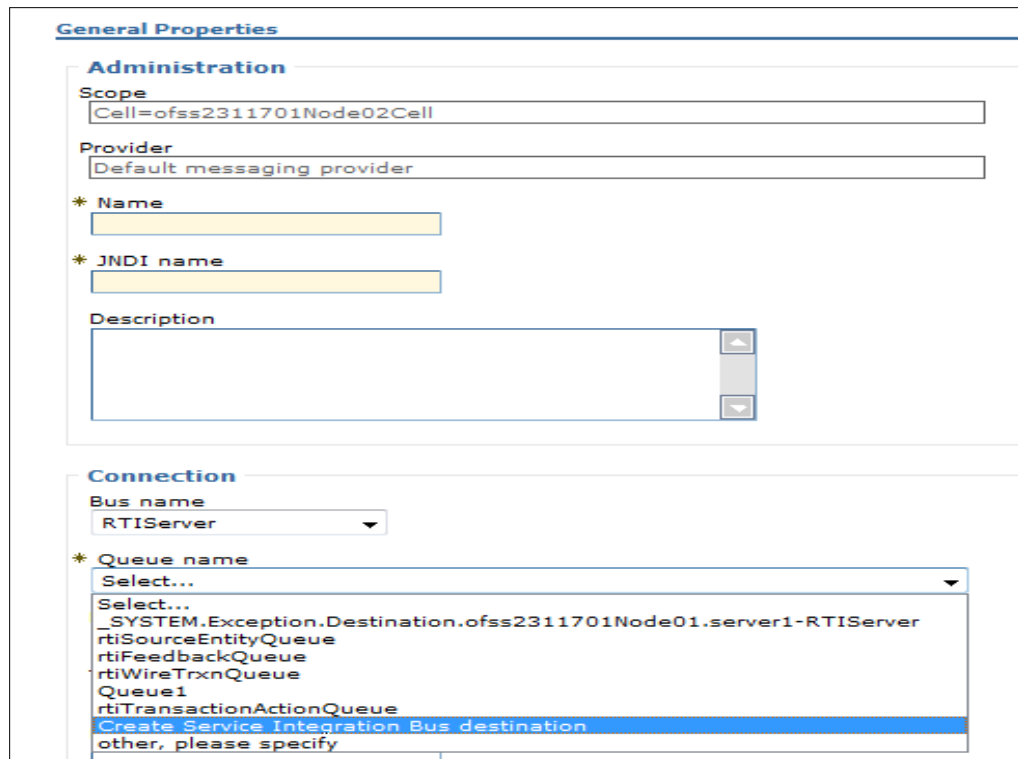 General Properties
Administration
Scope
Cell=ofss2311701Node02Cell
Provider
Default messaging provider
* Name
* JNDI name
Description
Connection
Bus name
RTIServer
* Queue name
Select...
Select...
_SYSTEM.Exception.Destination.ofss2311701Node01.server1-RTIServer
rtiSourceEntityQueue
rtiFeedbackQueue
rtiWireTrxnQueue
Queue1
rtiTransactionActionQueue
Create Service Integration Bus destination
other, please specify